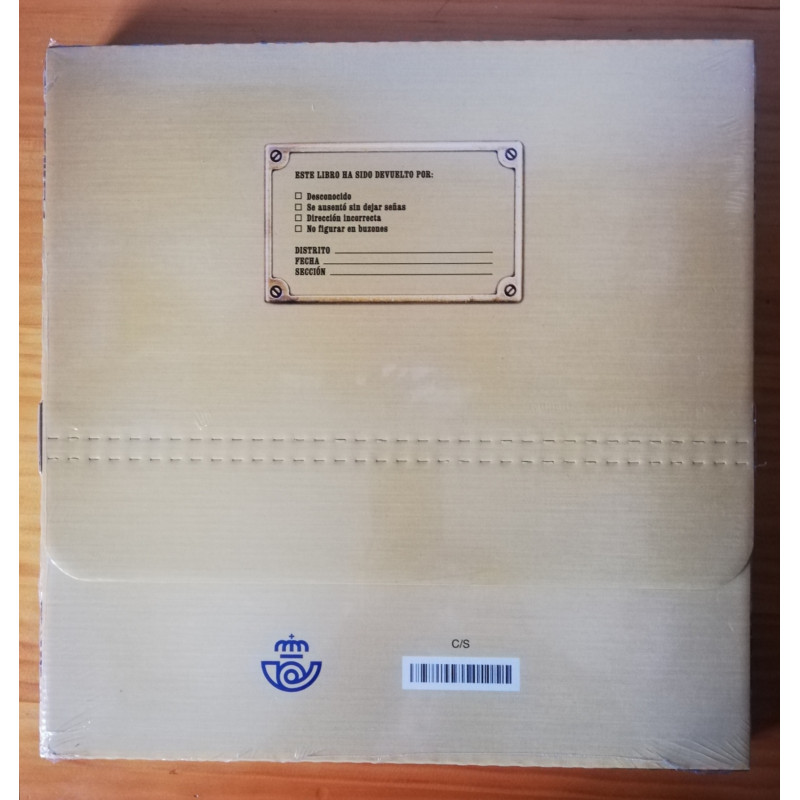 ESTE LIBRO HA SIDO DEVUELTO POR:
Desconocido
Se ausentó sin dejar señas
Dirección incorrecta
No figurar en buzones
DISTRITO
FECHA
SECCIÓN
C/S